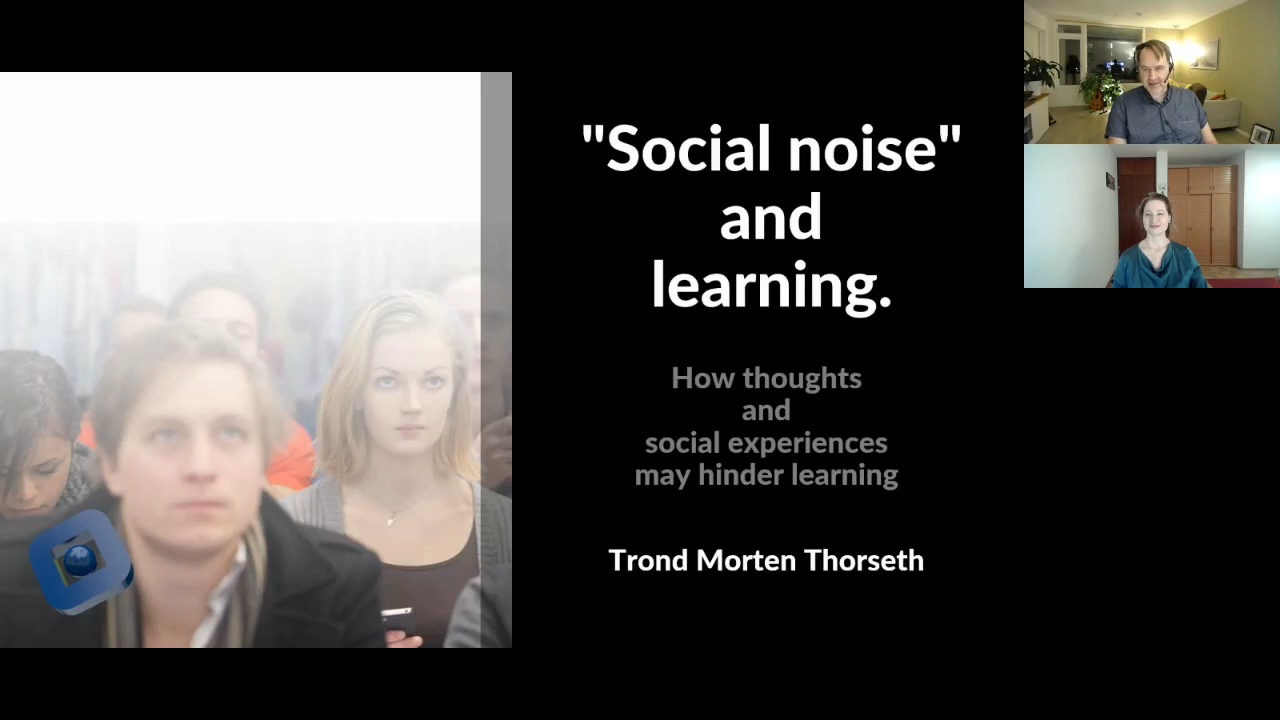 "Social noise"
and
learning.
How thoughts
and
social experiences
may hinder learning
Trond Morten Thorseth